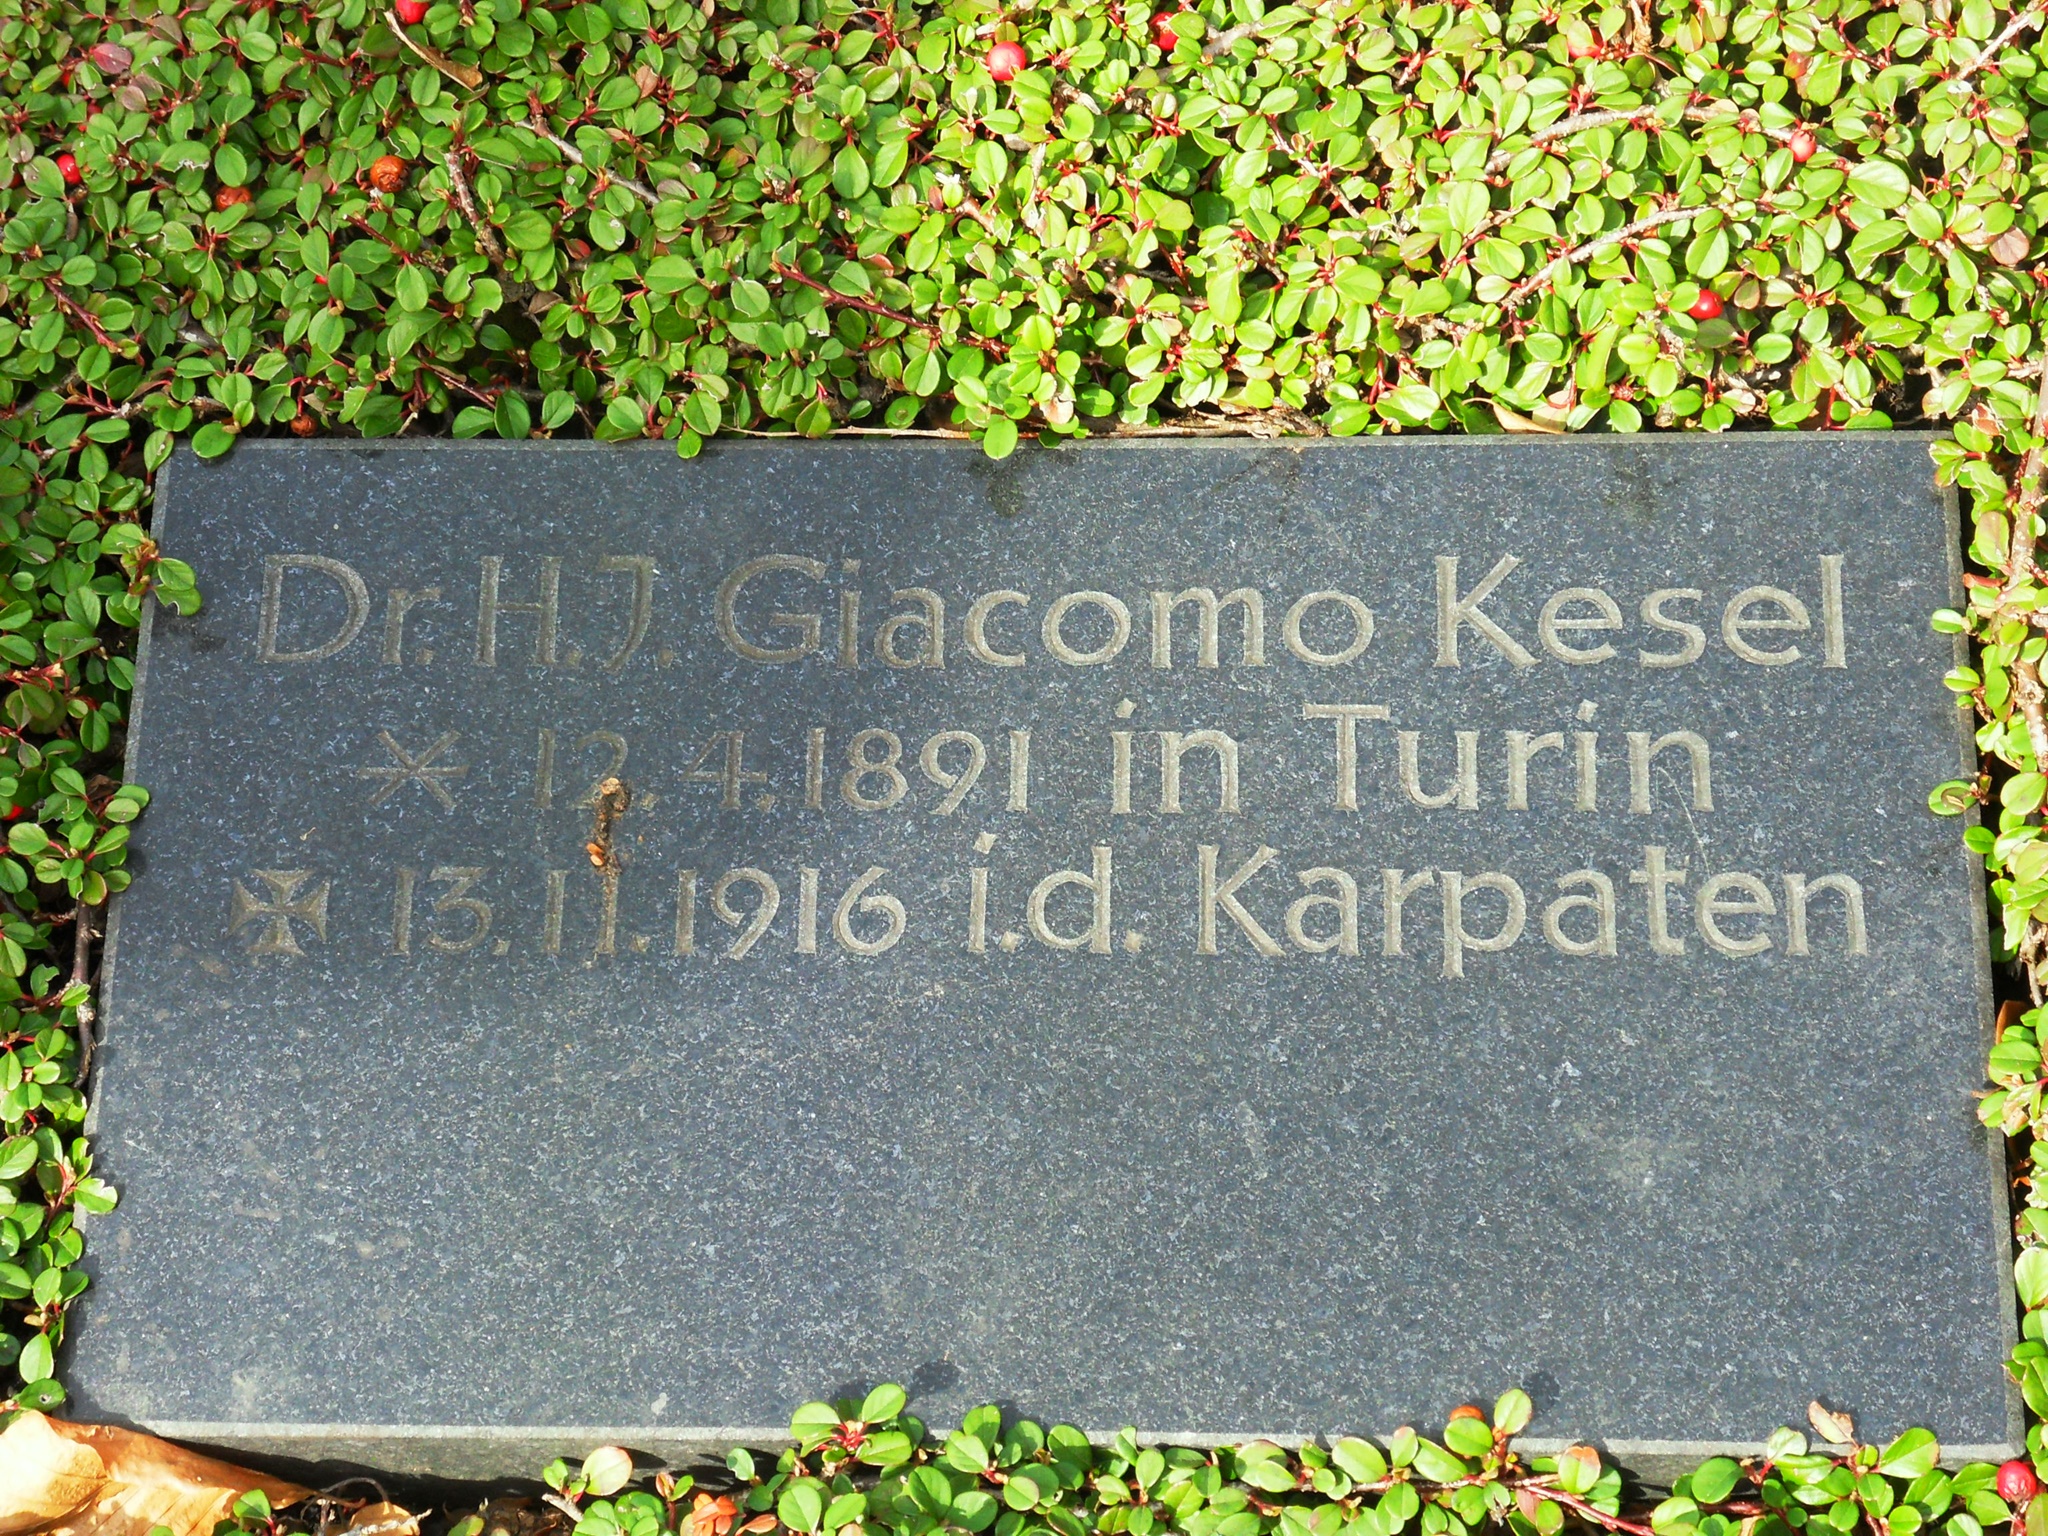 Dr. H.J. Giacomo Kesel
* 12.4.1891 in Turin
✠ 13.11.1916 i.d. Karpaten